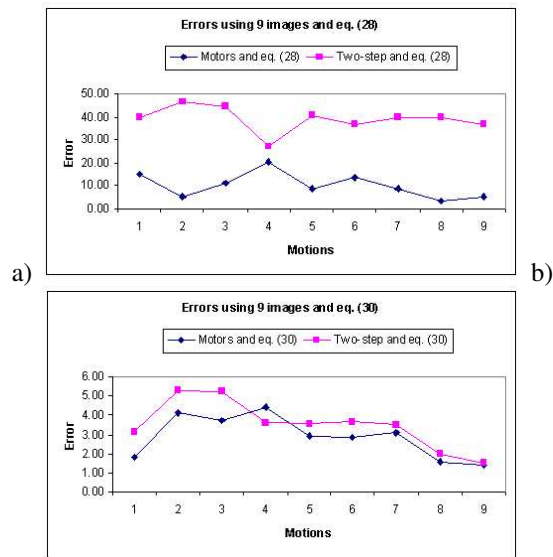 Errors using 9 images and eq. (28)
Motors and eq. (28) Two-step and eq. (28)
50.00
40.00
30.00
20.00
10.00
0.00
Error
1 2 3 4 5 6 7 8 9
Motions
a) b)
Errors using 9 images and eq. (30)
Motors and eq. (30) Two-step and eq. (30)
6.00
5.00
4.00
3.00
2.00
1.00
0.00
Error
1 2 3 4 5 6 7 8 9
Motions